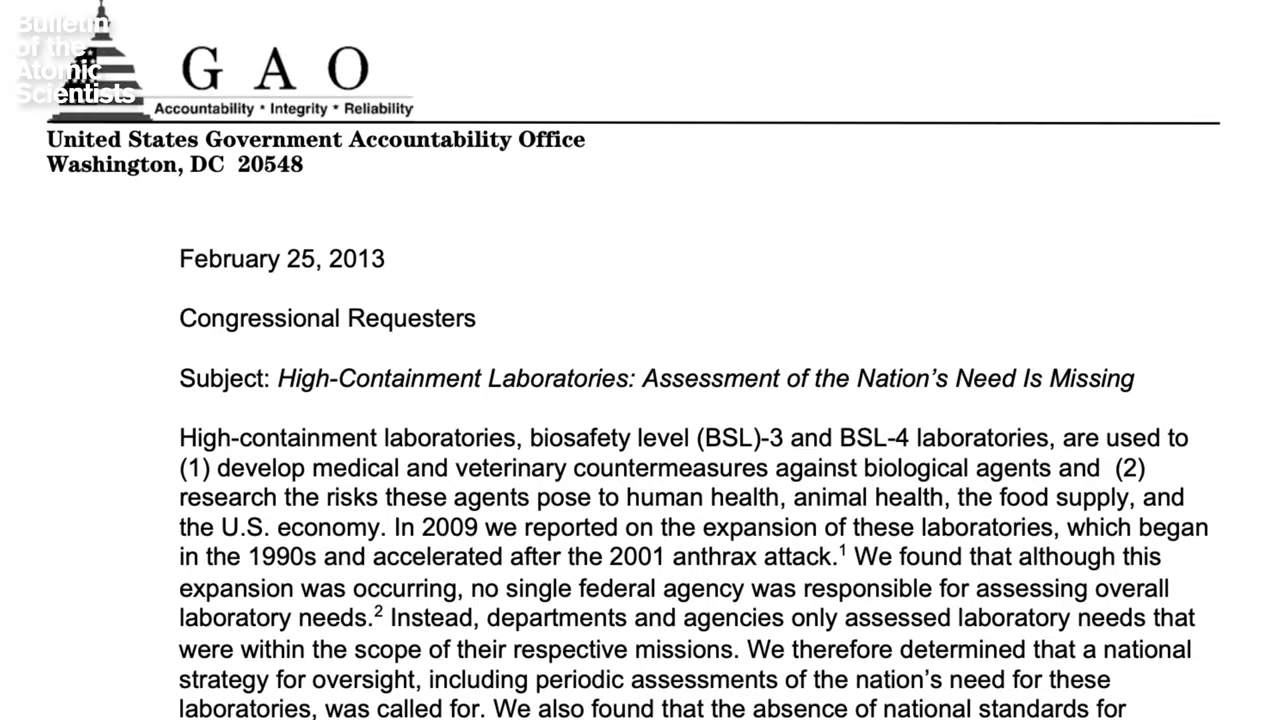 Bulletin
of the
Atomic
Scientists
G A O
Accountability * Integrity * Reliability
United States Government Accountability Office
Washington, DC 20548
February 25, 2013
Congressional Requesters
Subject: High-Containment Laboratories: Assessment of the Nation’s Need Is Missing
High-containment laboratories, biosafety level (BSL)-3 and BSL-4 laboratories, are used to
(1) develop medical and veterinary countermeasures against biological agents and (2)
research the risks these agents pose to human health, animal health, the food supply, and
the U.S. economy. In 2009 we reported on the expansion of these laboratories, which began
in the 1990s and accelerated after the 2001 anthrax attack.¹ We found that although this
expansion was occurring, no single federal agency was responsible for assessing overall
laboratory needs.² Instead, departments and agencies only assessed laboratory needs that
were within the scope of their respective missions. We therefore determined that a national
strategy for oversight, including periodic assessments of the nation’s need for these
laboratories, was called for. We also found that the absence of national standards for